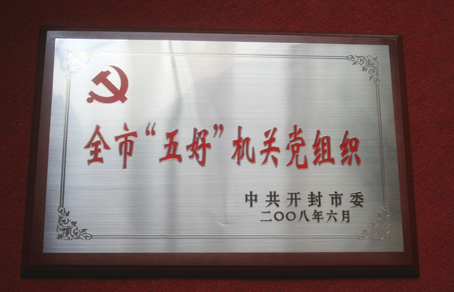 全市“五好”机关党组织
中共开封市委
二〇〇八年六月